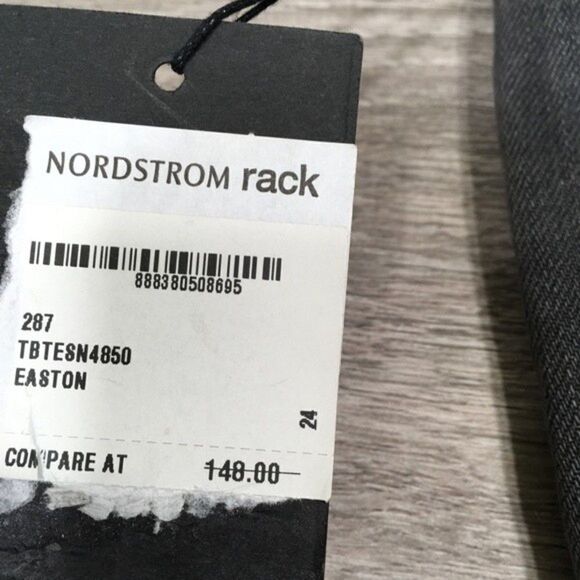 NORDSTROM rack
888380508695
287
TBTESN4850
EASTON
24
COMPARE AT 148.00